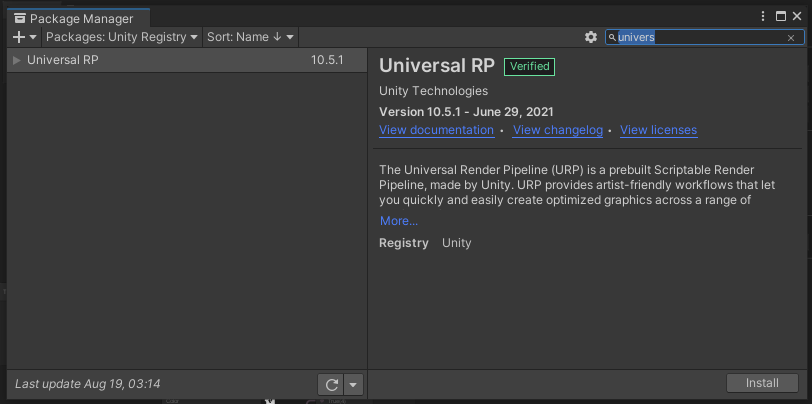 Package Manager
Packages: Unity Registry
Sort: Name ↓
univers
Universal RP 10.5.1
Universal RP Verified
Unity Technologies
Version 10.5.1 - June 29, 2021
View documentation • View changelog • View licenses
The Universal Render Pipeline (URP) is a prebuilt Scriptable Render
Pipeline, made by Unity. URP provides artist-friendly workflows that let
you quickly and easily create optimized graphics across a range of
More...
Registry Unity
Last update Aug 19, 03:14
Install